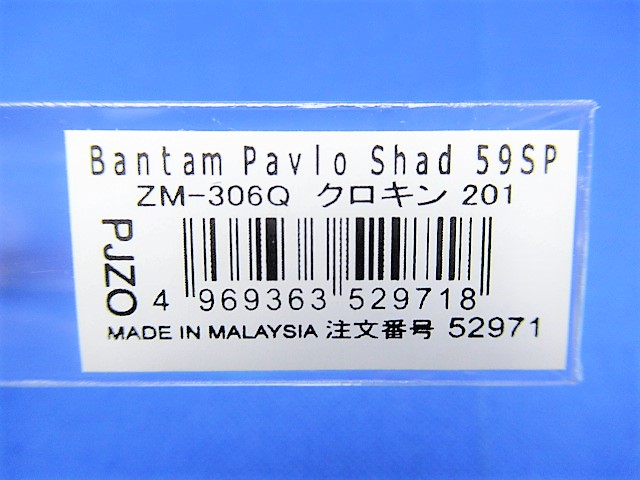 Bantam Pavlo Shad 59SP
ZM-306Q クロキン 201
PJZO
4 969363 529718
MADE IN MALAYSIA 注文番号 52971